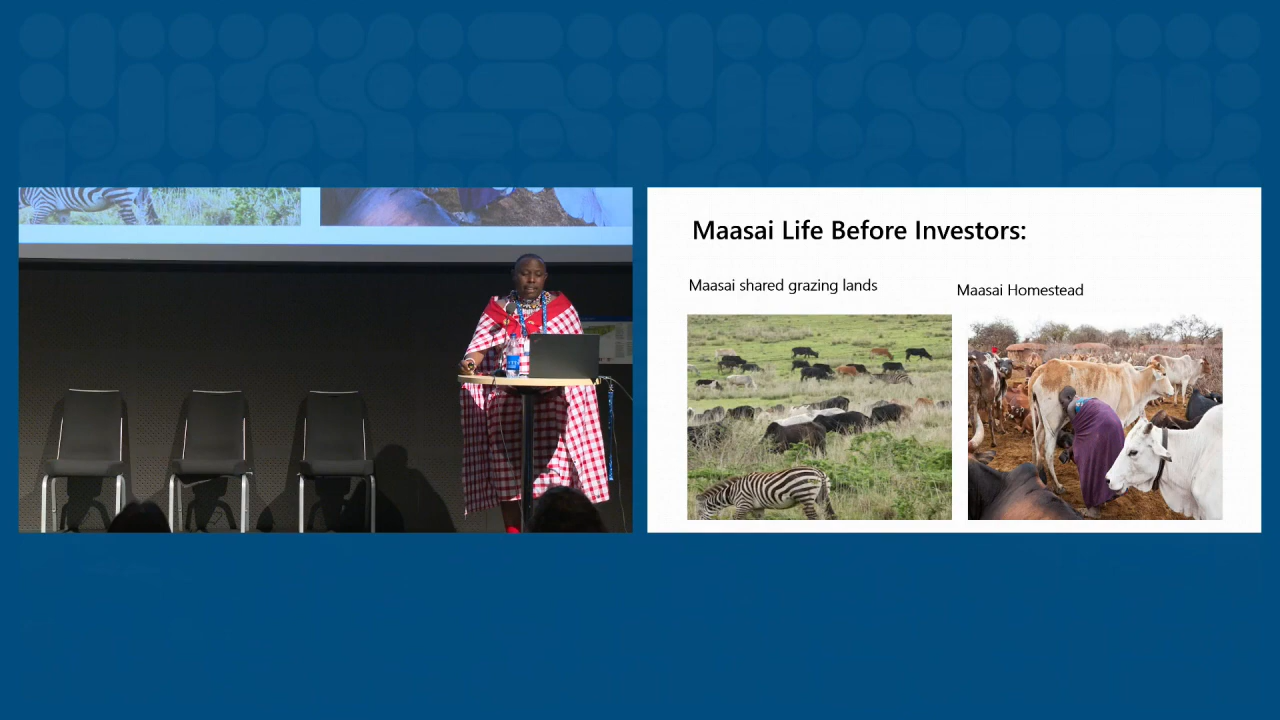 Maasai Life Before Investors:
Maasai shared grazing lands
Maasai Homestead